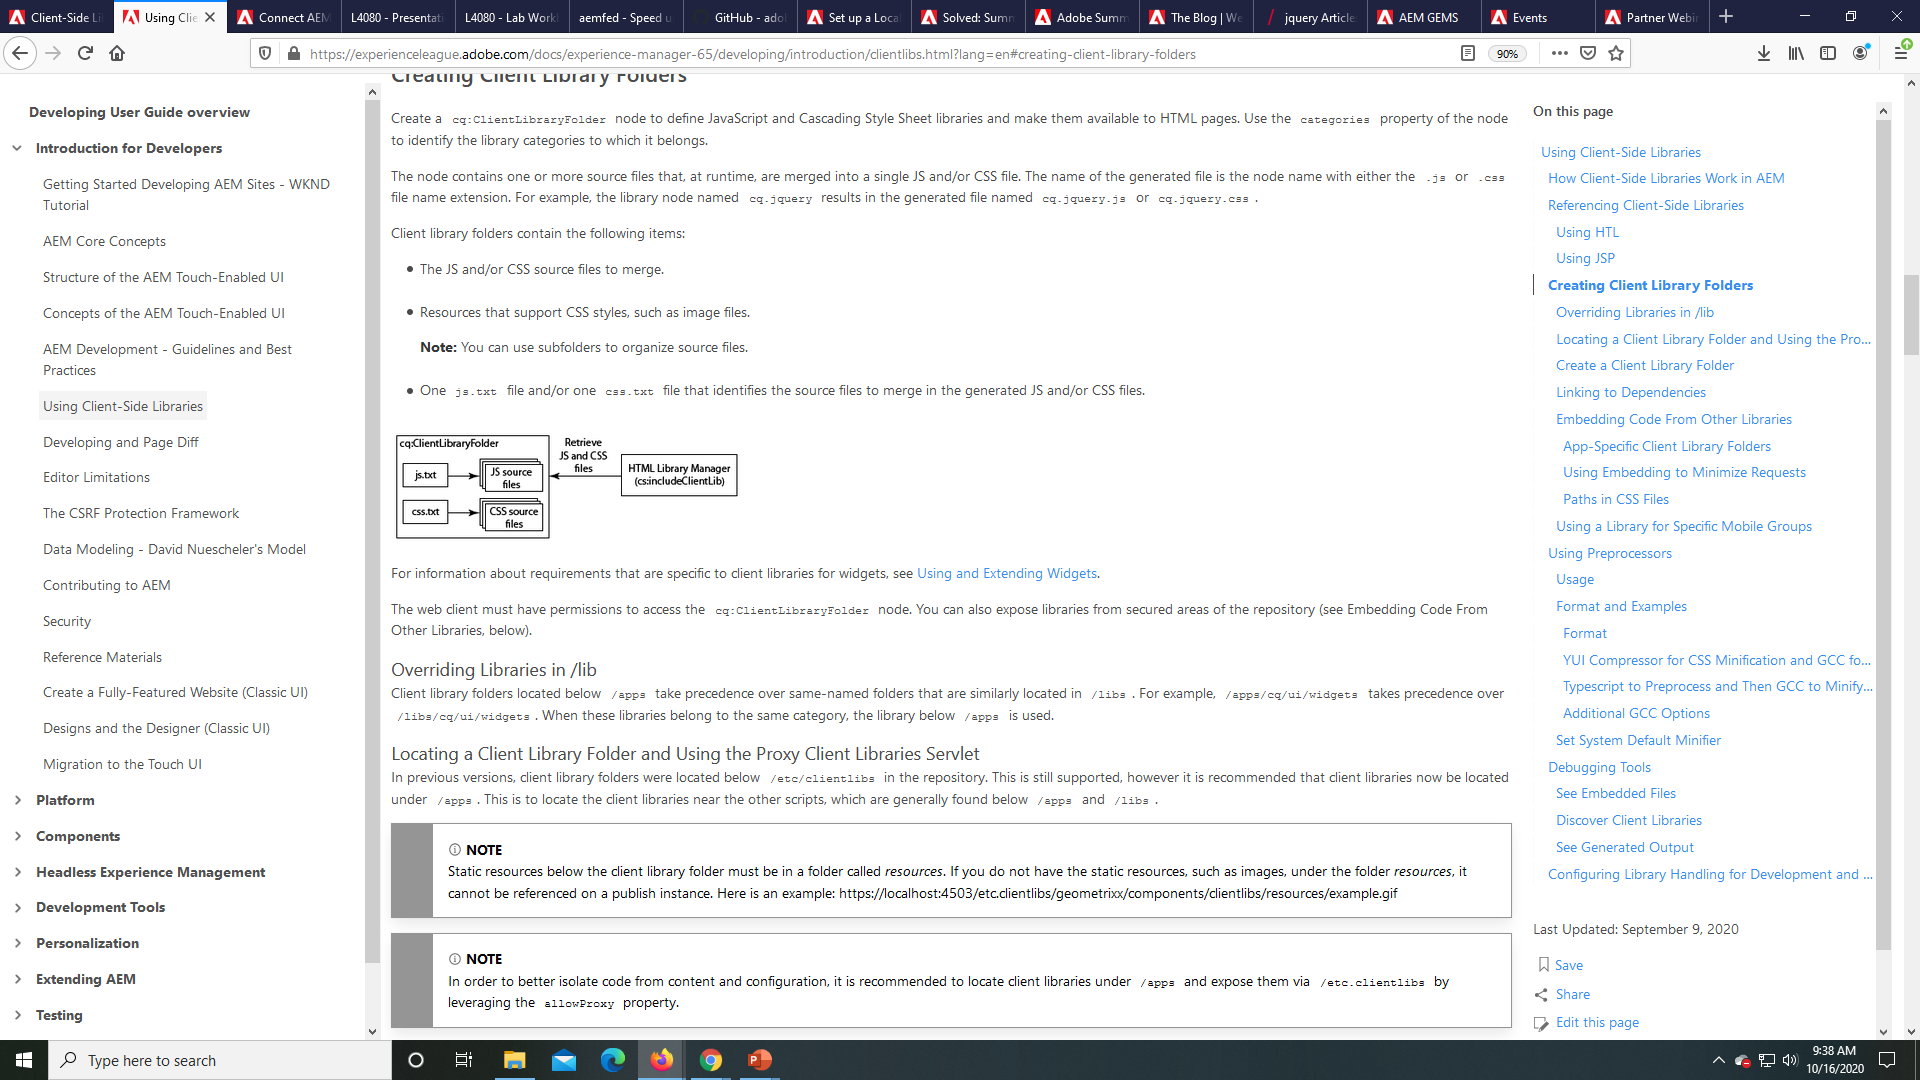 Client-Side Li
Using Clie
Connect AEM
L4080 - Presentati
L4080 - Lab Work
aemfed - Speed u
GitHub - ado
Set up a Loca
Solved: Summ
Adobe Summ
The Blog | We
jquery Article
AEM GEMS
Events
Partner Webin
https://experienceleague.adobe.com/docs/experience-manager-65/developing/introduction/clientlibs.html?lang=en#creating-client-library-folders
90%
Developing User Guide overview
Introduction for Developers
Getting Started Developing AEM Sites - WKND
Tutorial
AEM Core Concepts
Structure of the AEM Touch-Enabled UI
Concepts of the AEM Touch-Enabled UI
AEM Development - Guidelines and Best
Practices
Using Client-Side Libraries
Developing and Page Diff
Editor Limitations
The CSRF Protection Framework
Data Modeling - David Nuescheler's Model
Contributing to AEM
Security
Reference Materials
Create a Fully-Featured Website (Classic UI)
Designs and the Designer (Classic UI)
Migration to the Touch UI
Platform
Components
Headless Experience Management
Development Tools
Personalization
Extending AEM
Testing
Creating Client Library Folders
Create a cq:ClientLibraryFolder node to define JavaScript and Cascading Style Sheet libraries and make them available to HTML pages. Use the categories property of the node
to identify the library categories to which it belongs.
The node contains one or more source files that, at runtime, are merged into a single JS and/or CSS file. The name of the generated file is the node name with either the .js or .css
file name extension. For example, the library node named cq.jquery results in the generated file named cq.jquery.js or cq.jquery.css .
Client library folders contain the following items:
• The JS and/or CSS source files to merge.
• Resources that support CSS styles, such as image files.
Note: You can use subfolders to organize source files.
• One js.txt file and/or one css.txt file that identifies the source files to merge in the generated JS and/or CSS files.
cq:ClientLibraryFolder
js.txt
JS source
files
css.txt
CSS source
files
Retrieve
JS and CSS
files
HTML Library Manager
(cs:includeClientLib)
For information about requirements that are specific to client libraries for widgets, see Using and Extending Widgets.
The web client must have permissions to access the cq:ClientLibraryFolder node. You can also expose libraries from secured areas of the repository (see Embedding Code From
Other Libraries, below).
Overriding Libraries in /lib
Client library folders located below /apps take precedence over same-named folders that are similarly located in /libs . For example, /apps/cq/ui/widgets takes precedence over
/libs/cq/ui/widgets . When these libraries belong to the same category, the library below /apps is used.
Locating a Client Library Folder and Using the Proxy Client Libraries Servlet
In previous versions, client library folders were located below /etc/clientlibs in the repository. This is still supported, however it is recommended that client libraries now be located
under /apps . This is to locate the client libraries near the other scripts, which are generally found below /apps and /libs .
NOTE
Static resources below the client library folder must be in a folder called resources. If you do not have the static resources, such as images, under the folder resources, it
cannot be referenced on a publish instance. Here is an example: https://localhost:4503/etc.clientlibs/geometrixx/components/clientlibs/resources/example.gif
NOTE
In order to better isolate code from content and configuration, it is recommended to locate client libraries under /apps and expose them via /etc.clientlibs by
leveraging the allowProxy property.
On this page
Using Client-Side Libraries
How Client-Side Libraries Work in AEM
Referencing Client-Side Libraries
Using HTL
Using JSP
Creating Client Library Folders
Overriding Libraries in /lib
Locating a Client Library Folder and Using the Pro...
Create a Client Library Folder
Linking to Dependencies
Embedding Code From Other Libraries
App-Specific Client Library Folders
Using Embedding to Minimize Requests
Paths in CSS Files
Using a Library for Specific Mobile Groups
Using Preprocessors
Usage
Format and Examples
Format
YUI Compressor for CSS Minification and GCC fo...
Typescript to Preprocess and Then GCC to Minify...
Additional GCC Options
Set System Default Minifier
Debugging Tools
See Embedded Files
Discover Client Libraries
See Generated Output
Configuring Library Handling for Development and ...
Last Updated: September 9, 2020
Save
Share
Edit this page
Type here to search
9:38 AM
10/16/2020